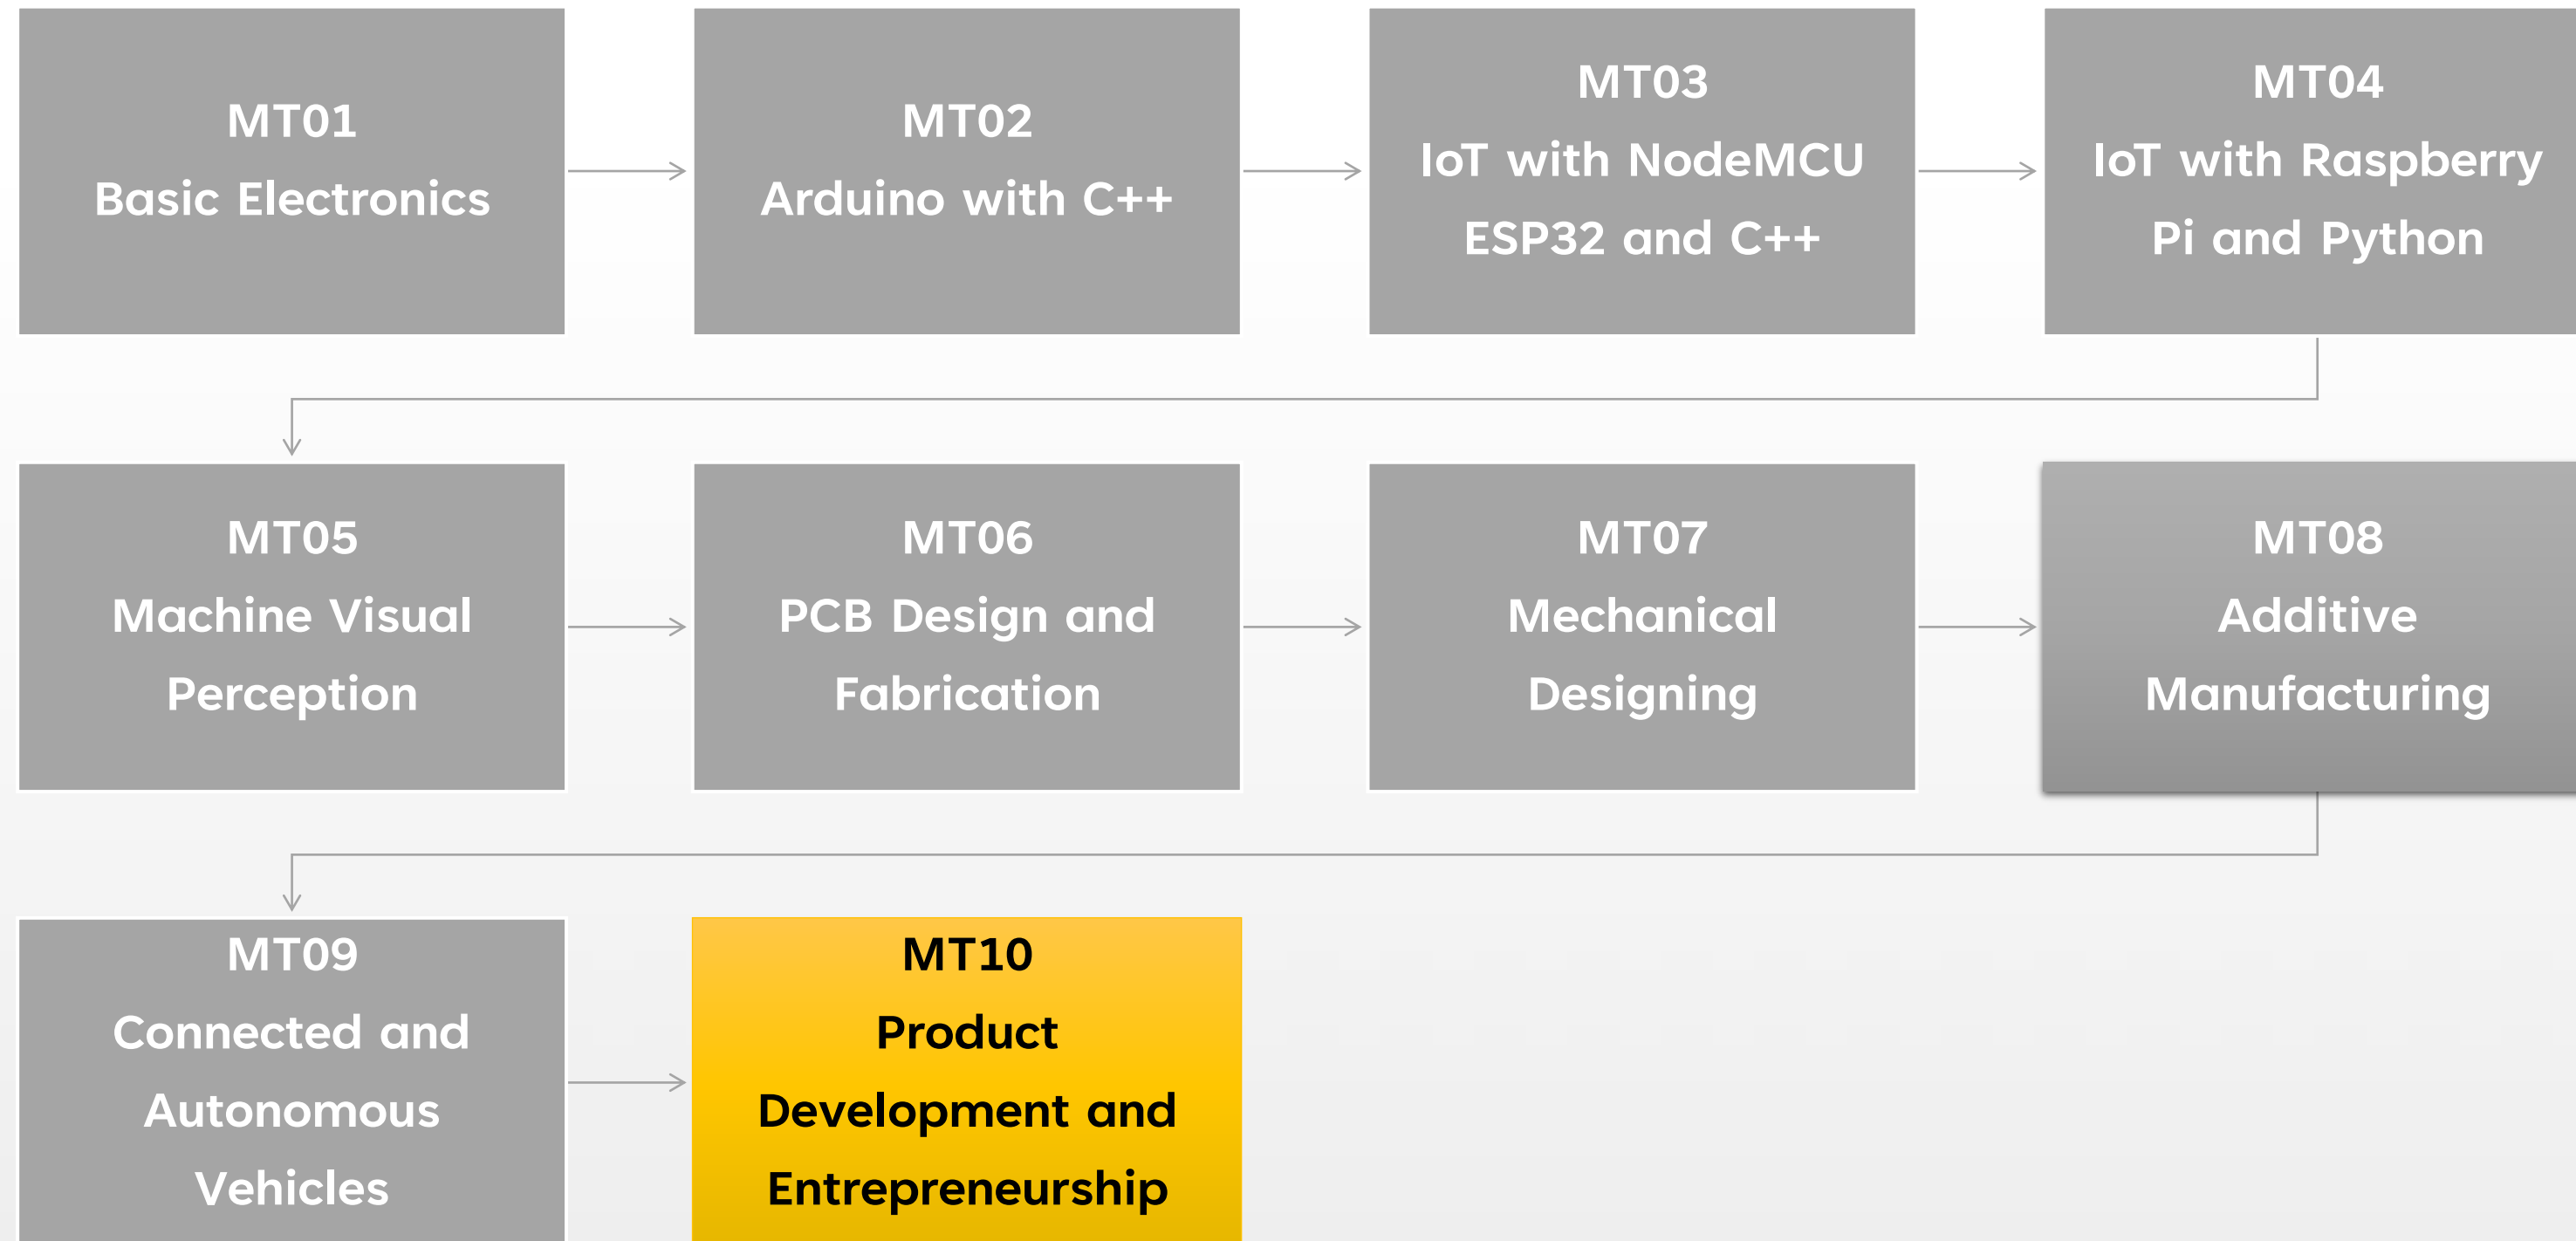 MT01
Basic Electronics
MT02
Arduino with C++
MT03
IoT with NodeMCU
ESP32 and C++
MT04
IoT with Raspberry
Pi and Python
MT05
Machine Visual
Perception
MT06
PCB Design and
Fabrication
MT07
Mechanical
Designing
MT08
Additive
Manufacturing
MT09
Connected and
Autonomous
Vehicles
MT10
Product
Development and
Entrepreneurship